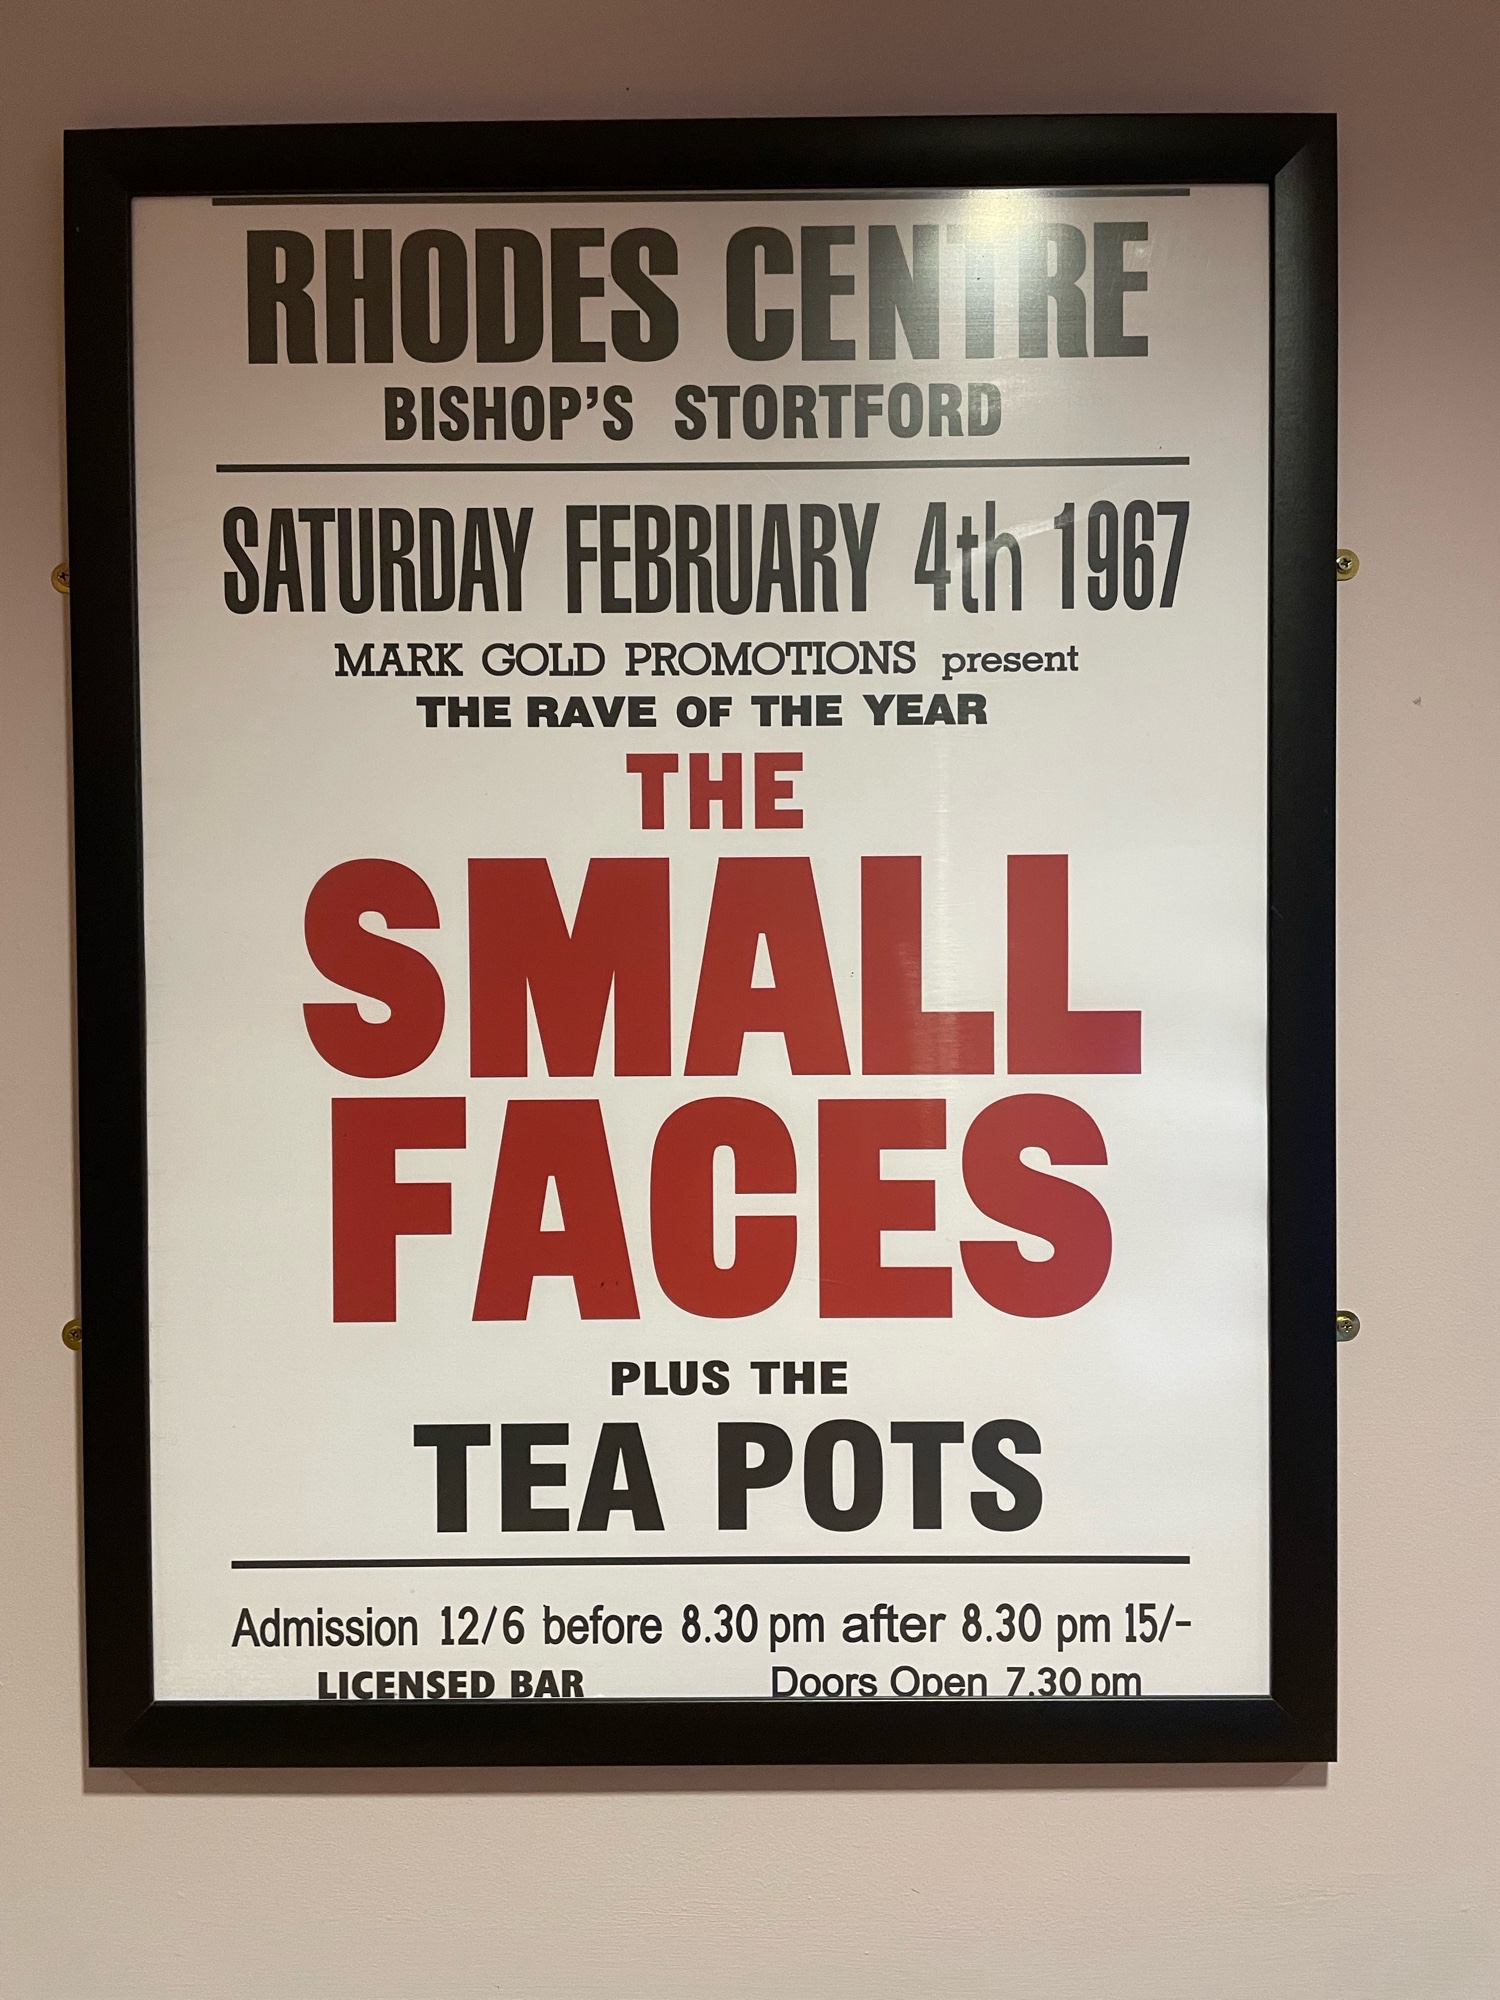 RHODES CENTRE
BISHOP'S STORTFORD
SATURDAY FEBRUARY 4th 1967
MARK GOLD PROMOTIONS present
THE RAVE OF THE YEAR
THE
SMALL
FACES
PLUS THE
TEA POTS
Admission 12/6 before 8.30 pm after 8.30 pm 15/-
LICENSED BAR Doors Open 7.30 pm